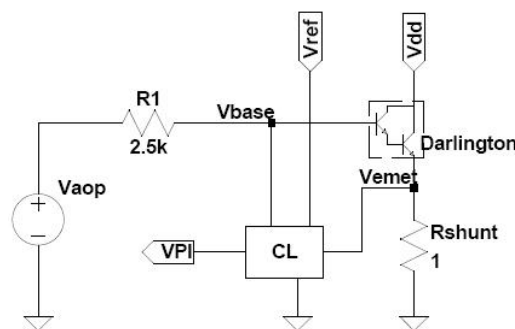 Vref
Vdd
R1
2.5k
Vbase
Darlington
Vaop
Vemet
VPI
CL
Rshunt
1